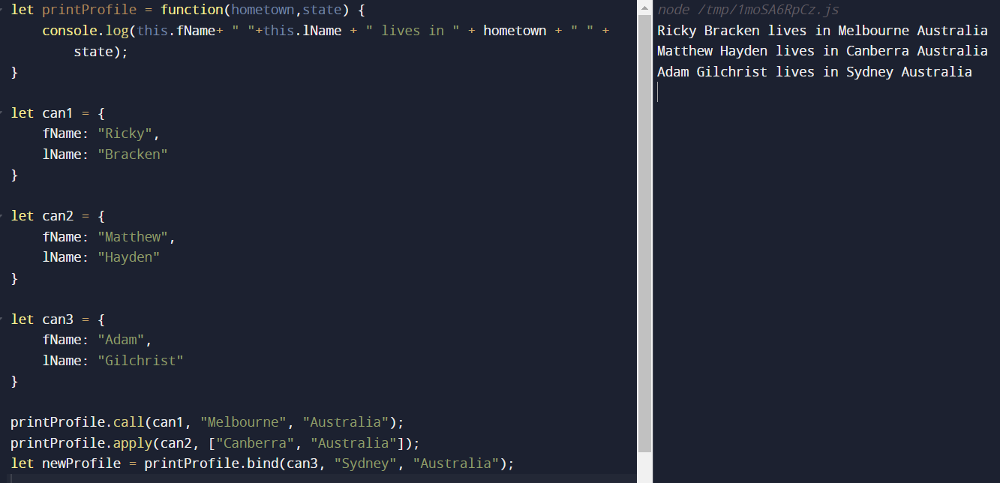 let printProfile = function(hometown,state) {
console.log(this.fName+ " "+this.lName + " lives in " + hometown + " " +
state);
}
let can1 = {
fName: "Ricky",
lName: "Bracken"
}
let can2 = {
fName: "Matthew",
lName: "Hayden"
}
let can3 = {
fName: "Adam",
lName: "Gilchrist"
}
printProfile.call(can1, "Melbourne", "Australia");
printProfile.apply(can2, ["Canberra", "Australia"]);
let newProfile = printProfile.bind(can3, "Sydney", "Australia");
node /tmp/1moSA6RpCz.js
Ricky Bracken lives in Melbourne Australia
Matthew Hayden lives in Canberra Australia
Adam Gilchrist lives in Sydney Australia